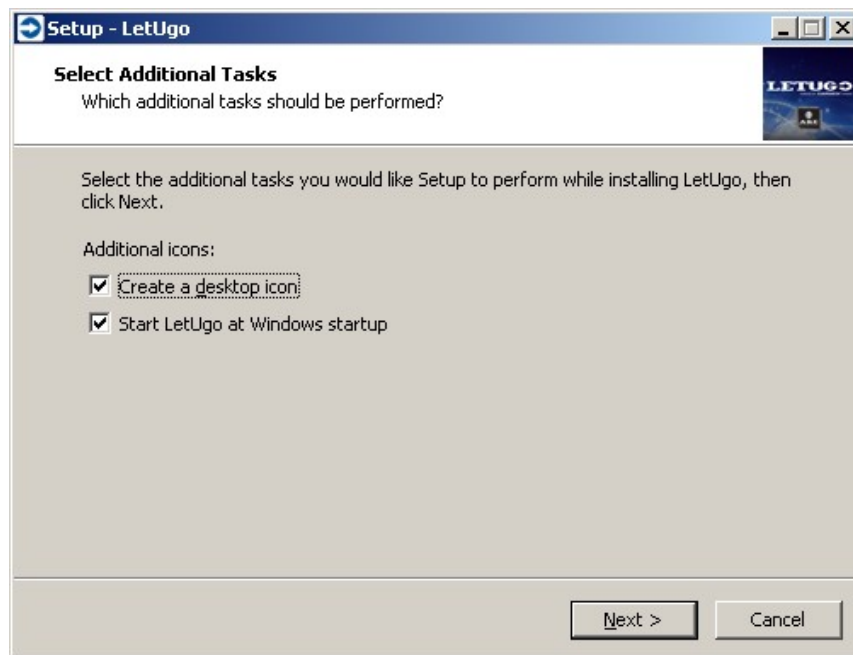 Setup - LetUgo
Select Additional Tasks
Which additional tasks should be performed?
LETUGO
Select the additional tasks you would like Setup to perform while installing LetUgo, then
click Next.
Additional icons:
Create a desktop icon
Start LetUgo at Windows startup
Next >
Cancel